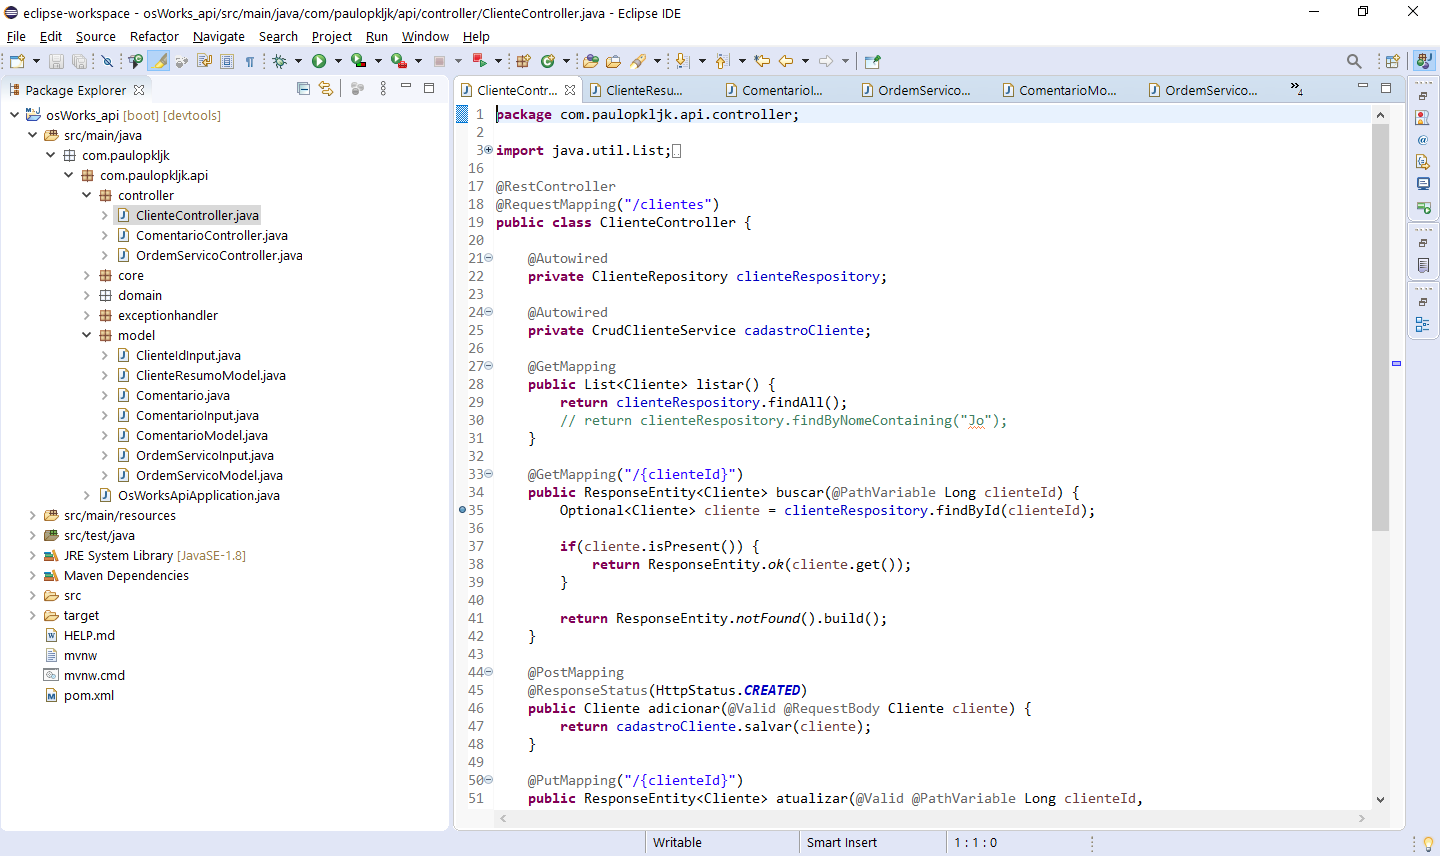 eclipse-workspace - osWorks_api/src/main/java/com/paulopkljk/api/controller/ClienteController.java - Eclipse IDE
File Edit Source Refactor Navigate Search Project Run Window Help
Package Explorer
osWorks_api [boot] [devtools]
src/main/java
com.paulopkljk
com.paulopkljk.api
controller
ClienteController.java
ComentarioController.java
OrdemServicoController.java
core
domain
exceptionhandler
model
ClienteIdInput.java
ClienteResumoModel.java
Comentario.java
ComentarioInput.java
ComentarioModel.java
OrdemServicoInput.java
OrdemServicoModel.java
OsWorksApiApplication.java
src/main/resources
src/test/java
JRE System Library [JavaSE-1.8]
Maven Dependencies
src
target
HELP.md
mvnw
mvnw.cmd
pom.xml
ClienteContr... ClienteResu... ComentarioI... OrdemServico... ComentarioMo... OrdemServico... »4
1 package com.paulopkljk.api.controller;
2
3 import java.util.List;
16
17 @RestController
18 @RequestMapping("/clientes")
19 public class ClienteController {
20
21 @Autowired
22 private ClienteRepository clienteRespository;
23
24 @Autowired
25 private CrudClienteService cadastroCliente;
26
27 @GetMapping
28 public List<Cliente> listar() {
29 return clienteRespository.findAll();
30 // return clienteRespository.findByNomeContaining("Jo");
31 }
32
33 @GetMapping("/{clienteId}")
34 public ResponseEntity<Cliente> buscar(@PathVariable Long clienteId) {
35 Optional<Cliente> cliente = clienteRespository.findById(clienteId);
36
37 if(cliente.isPresent()) {
38 return ResponseEntity.ok(cliente.get());
39 }
40
41 return ResponseEntity.notFound().build();
42 }
43
44 @PostMapping
45 @ResponseStatus(HttpStatus.CREATED)
46 public Cliente adicionar(@Valid @RequestBody Cliente cliente) {
47 return cadastroCliente.salvar(cliente);
48 }
49
50 @PutMapping("/{clienteId}")
51 public ResponseEntity<Cliente> atualizar(@Valid @PathVariable Long clienteId,
Writable Smart Insert 1 : 1 : 0